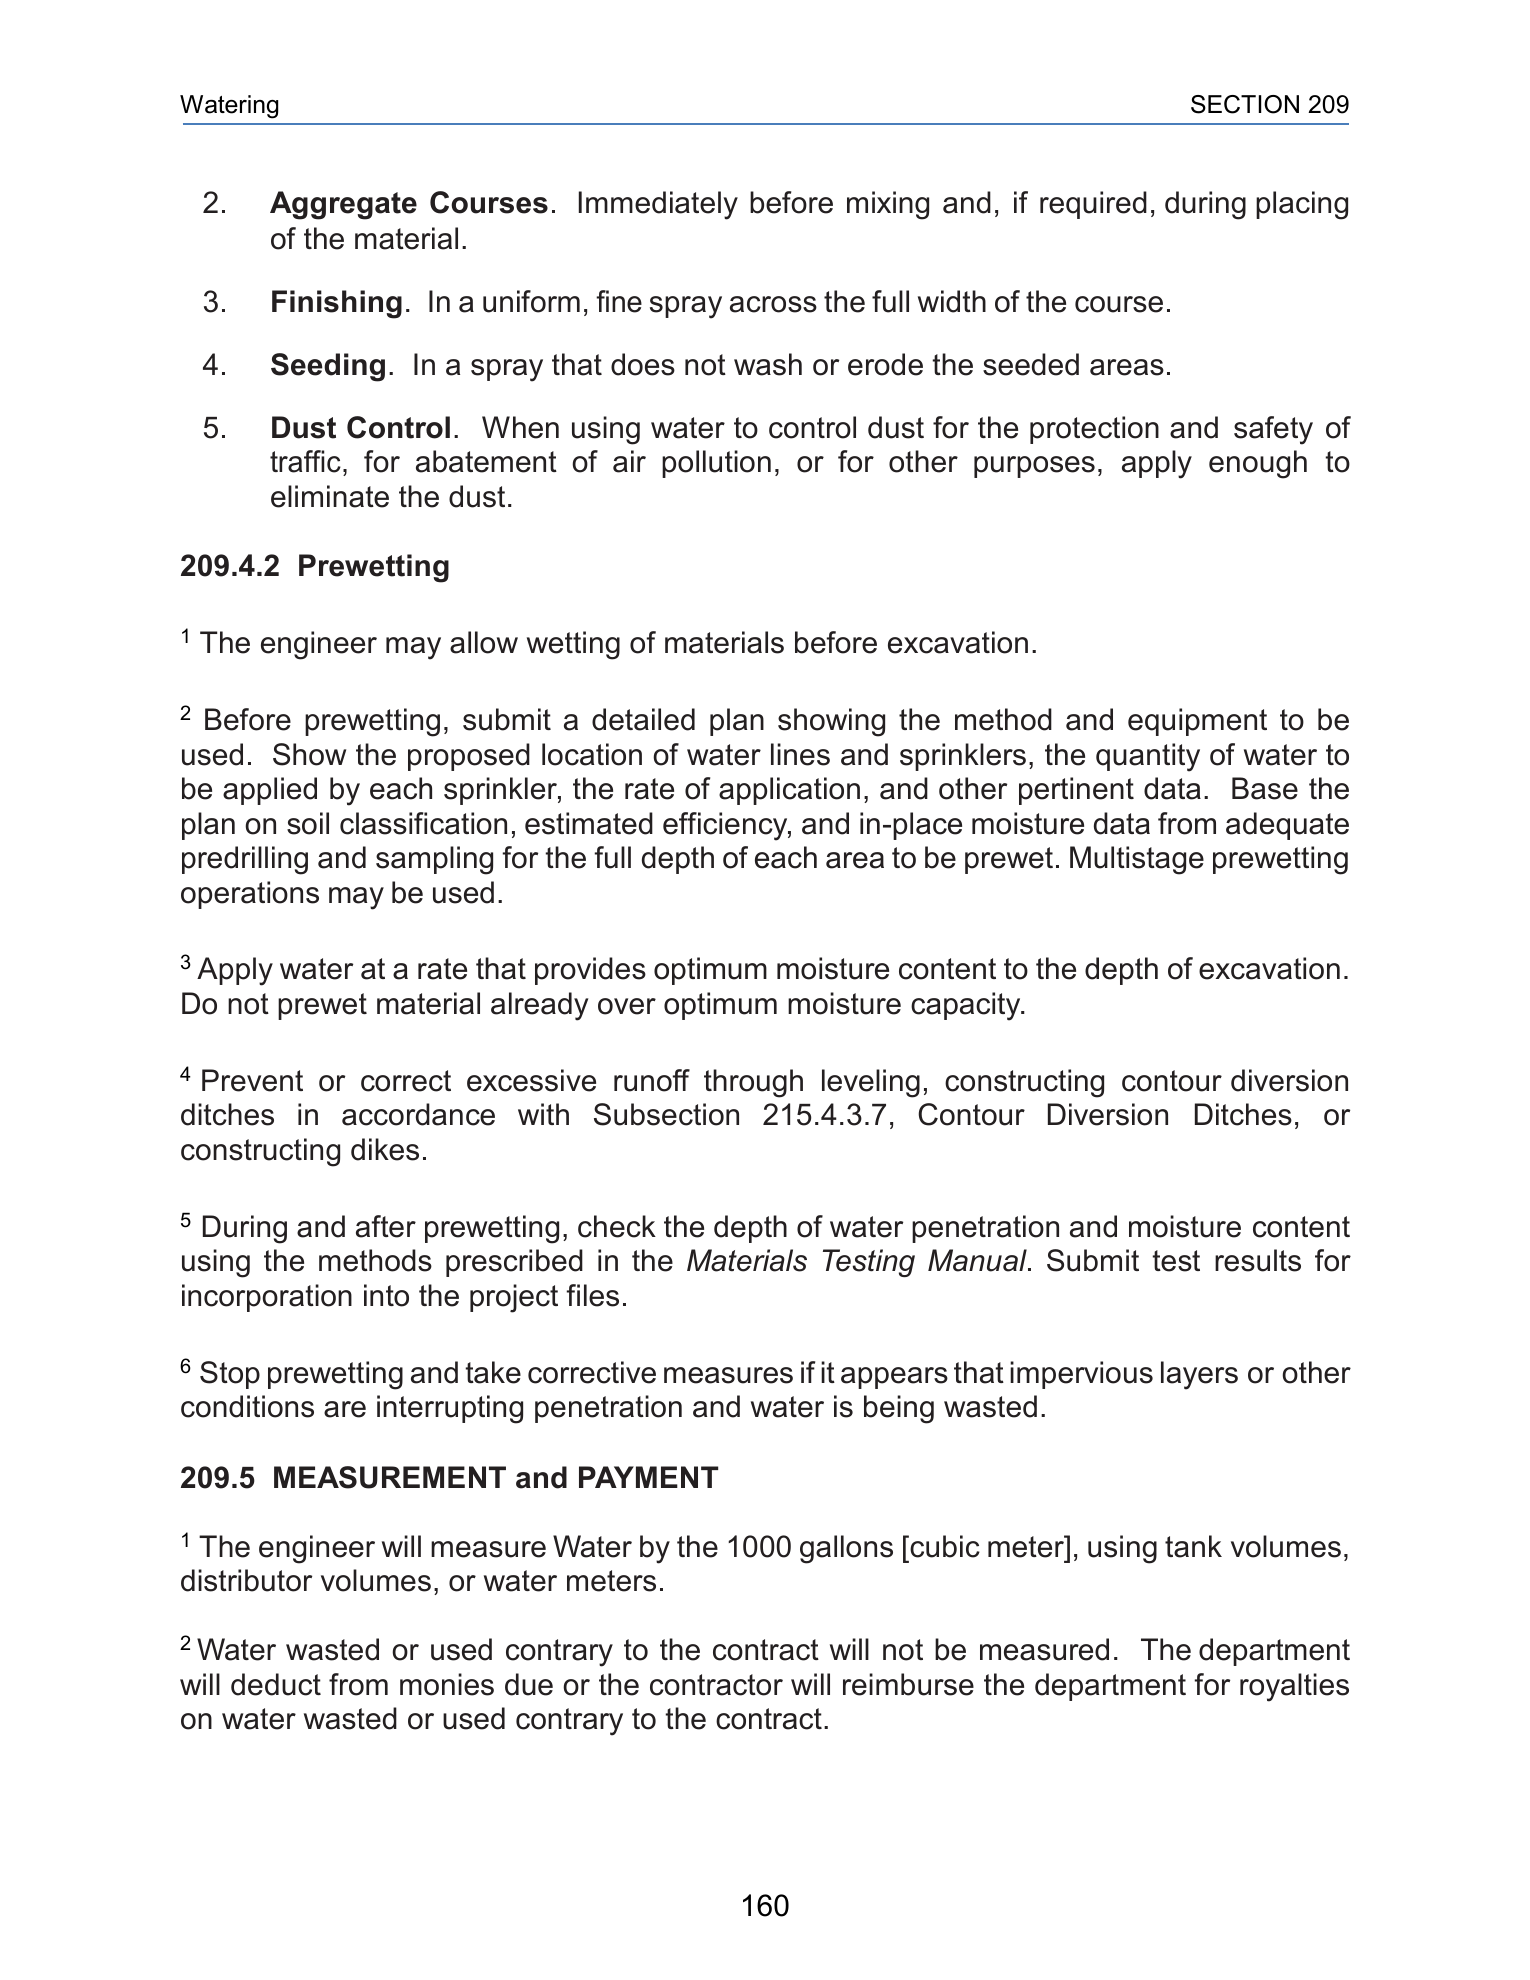 Watering SECTION 209
2. Aggregate Courses. Immediately before mixing and, if required, during placing
of the material.
3. Finishing. In a uniform, fine spray across the full width of the course.
4. Seeding. In a spray that does not wash or erode the seeded areas.
5. Dust Control. When using water to control dust for the protection and safety of
traffic, for abatement of air pollution, or for other purposes, apply enough to
eliminate the dust.
209.4.2 Prewetting
1 The engineer may allow wetting of materials before excavation.
2 Before prewetting, submit a detailed plan showing the method and equipment to be
used. Show the proposed location of water lines and sprinklers, the quantity of water to
be applied by each sprinkler, the rate of application, and other pertinent data. Base the
plan on soil classification, estimated efficiency, and in-place moisture data from adequate
predrilling and sampling for the full depth of each area to be prewet. Multistage prewetting
operations may be used.
3 Apply water at a rate that provides optimum moisture content to the depth of excavation.
Do not prewet material already over optimum moisture capacity.
4 Prevent or correct excessive runoff through leveling, constructing contour diversion
ditches in accordance with Subsection 215.4.3.7, Contour Diversion Ditches, or
constructing dikes.
5 During and after prewetting, check the depth of water penetration and moisture content
using the methods prescribed in the Materials Testing Manual. Submit test results for
incorporation into the project files.
6 Stop prewetting and take corrective measures if it appears that impervious layers or other
conditions are interrupting penetration and water is being wasted.
209.5 MEASUREMENT and PAYMENT
1 The engineer will measure Water by the 1000 gallons [cubic meter], using tank volumes,
distributor volumes, or water meters.
2 Water wasted or used contrary to the contract will not be measured. The department
will deduct from monies due or the contractor will reimburse the department for royalties
on water wasted or used contrary to the contract.
160